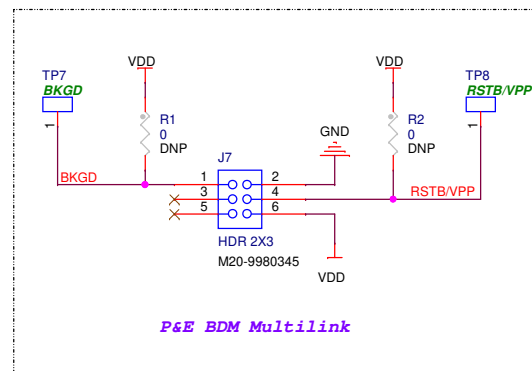 TP7
BKGD
1
VDD
R1
0
DNP
BKGD
J7
1
2
3
4
5
6
HDR 2X3
M20-9980345
GND
VDD
VDD
R2
0
DNP
TP8
RSTB/VPP
1
RSTB/VPP
P&E BDM Multilink